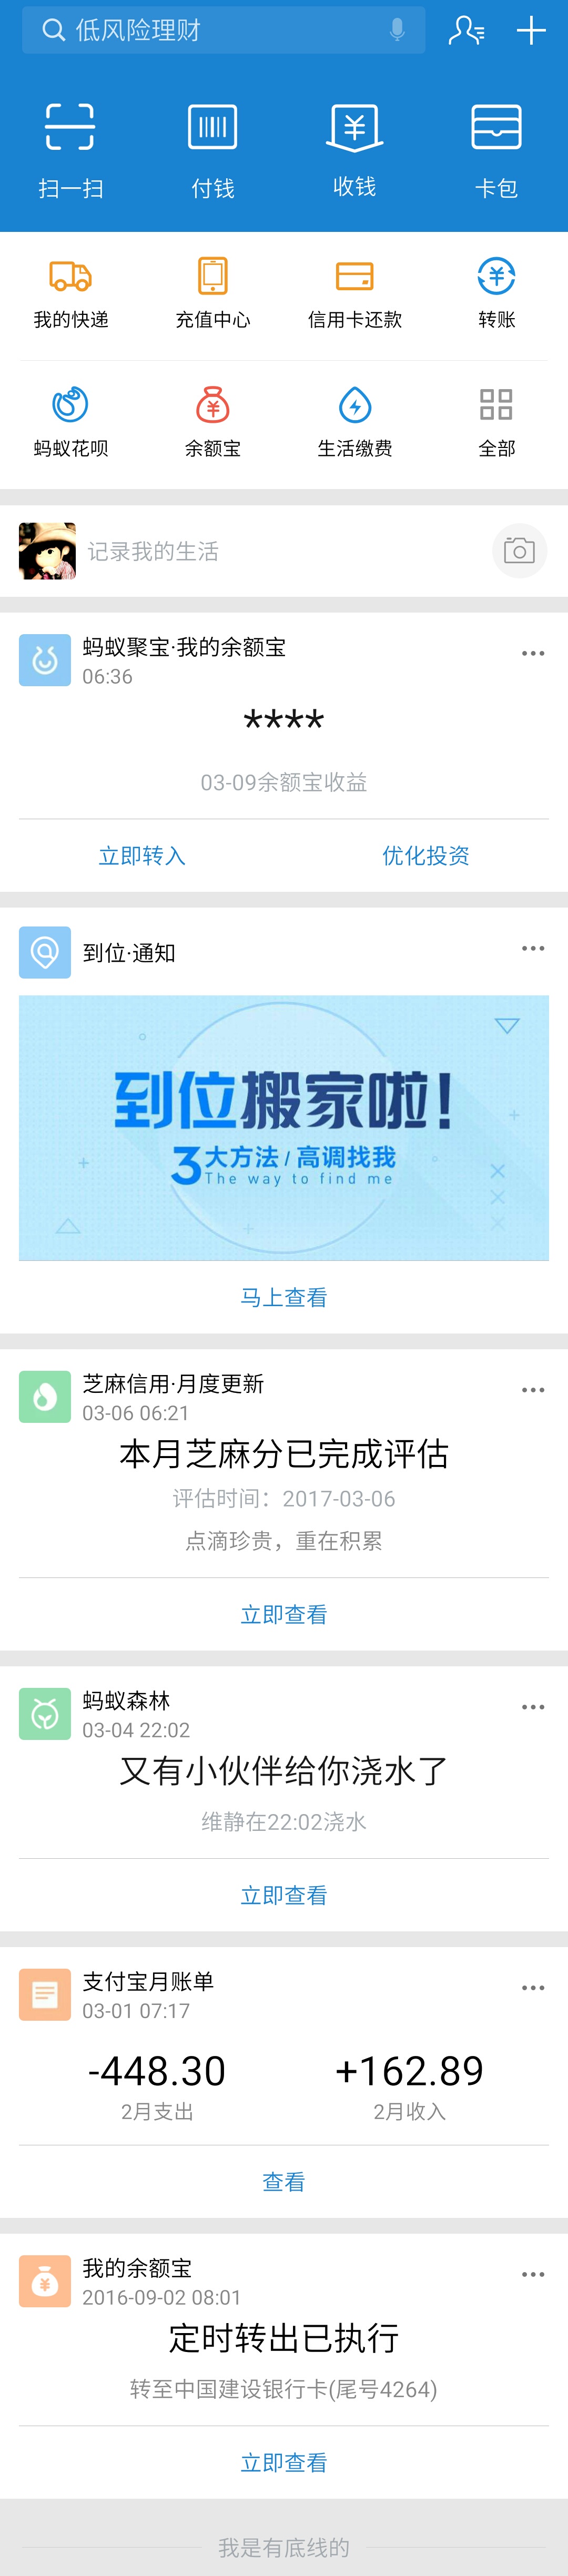 低风险理财
扫一扫 付钱 收钱 卡包
我的快递 充值中心 信用卡还款 转账
蚂蚁花呗 余额宝 生活缴费 全部
记录我的生活
蚂蚁聚宝·我的余额宝
06:36
****
03-09余额宝收益
立即转入 优化投资
到位·通知
到位搬家啦!
3大方法/高调找我
The way to find me
马上查看
芝麻信用·月度更新
03-06 06:21
本月芝麻分已完成评估
评估时间：2017-03-06
点滴珍贵，重在积累
立即查看
蚂蚁森林
03-04 22:02
又有小伙伴给你浇水了
维静在22:02浇水
立即查看
支付宝月账单
03-01 07:17
-448.30 +162.89
2月支出 2月收入
查看
我的余额宝
2016-09-02 08:01
定时转出已执行
转至中国建设银行卡(尾号4264)
立即查看
我是有底线的